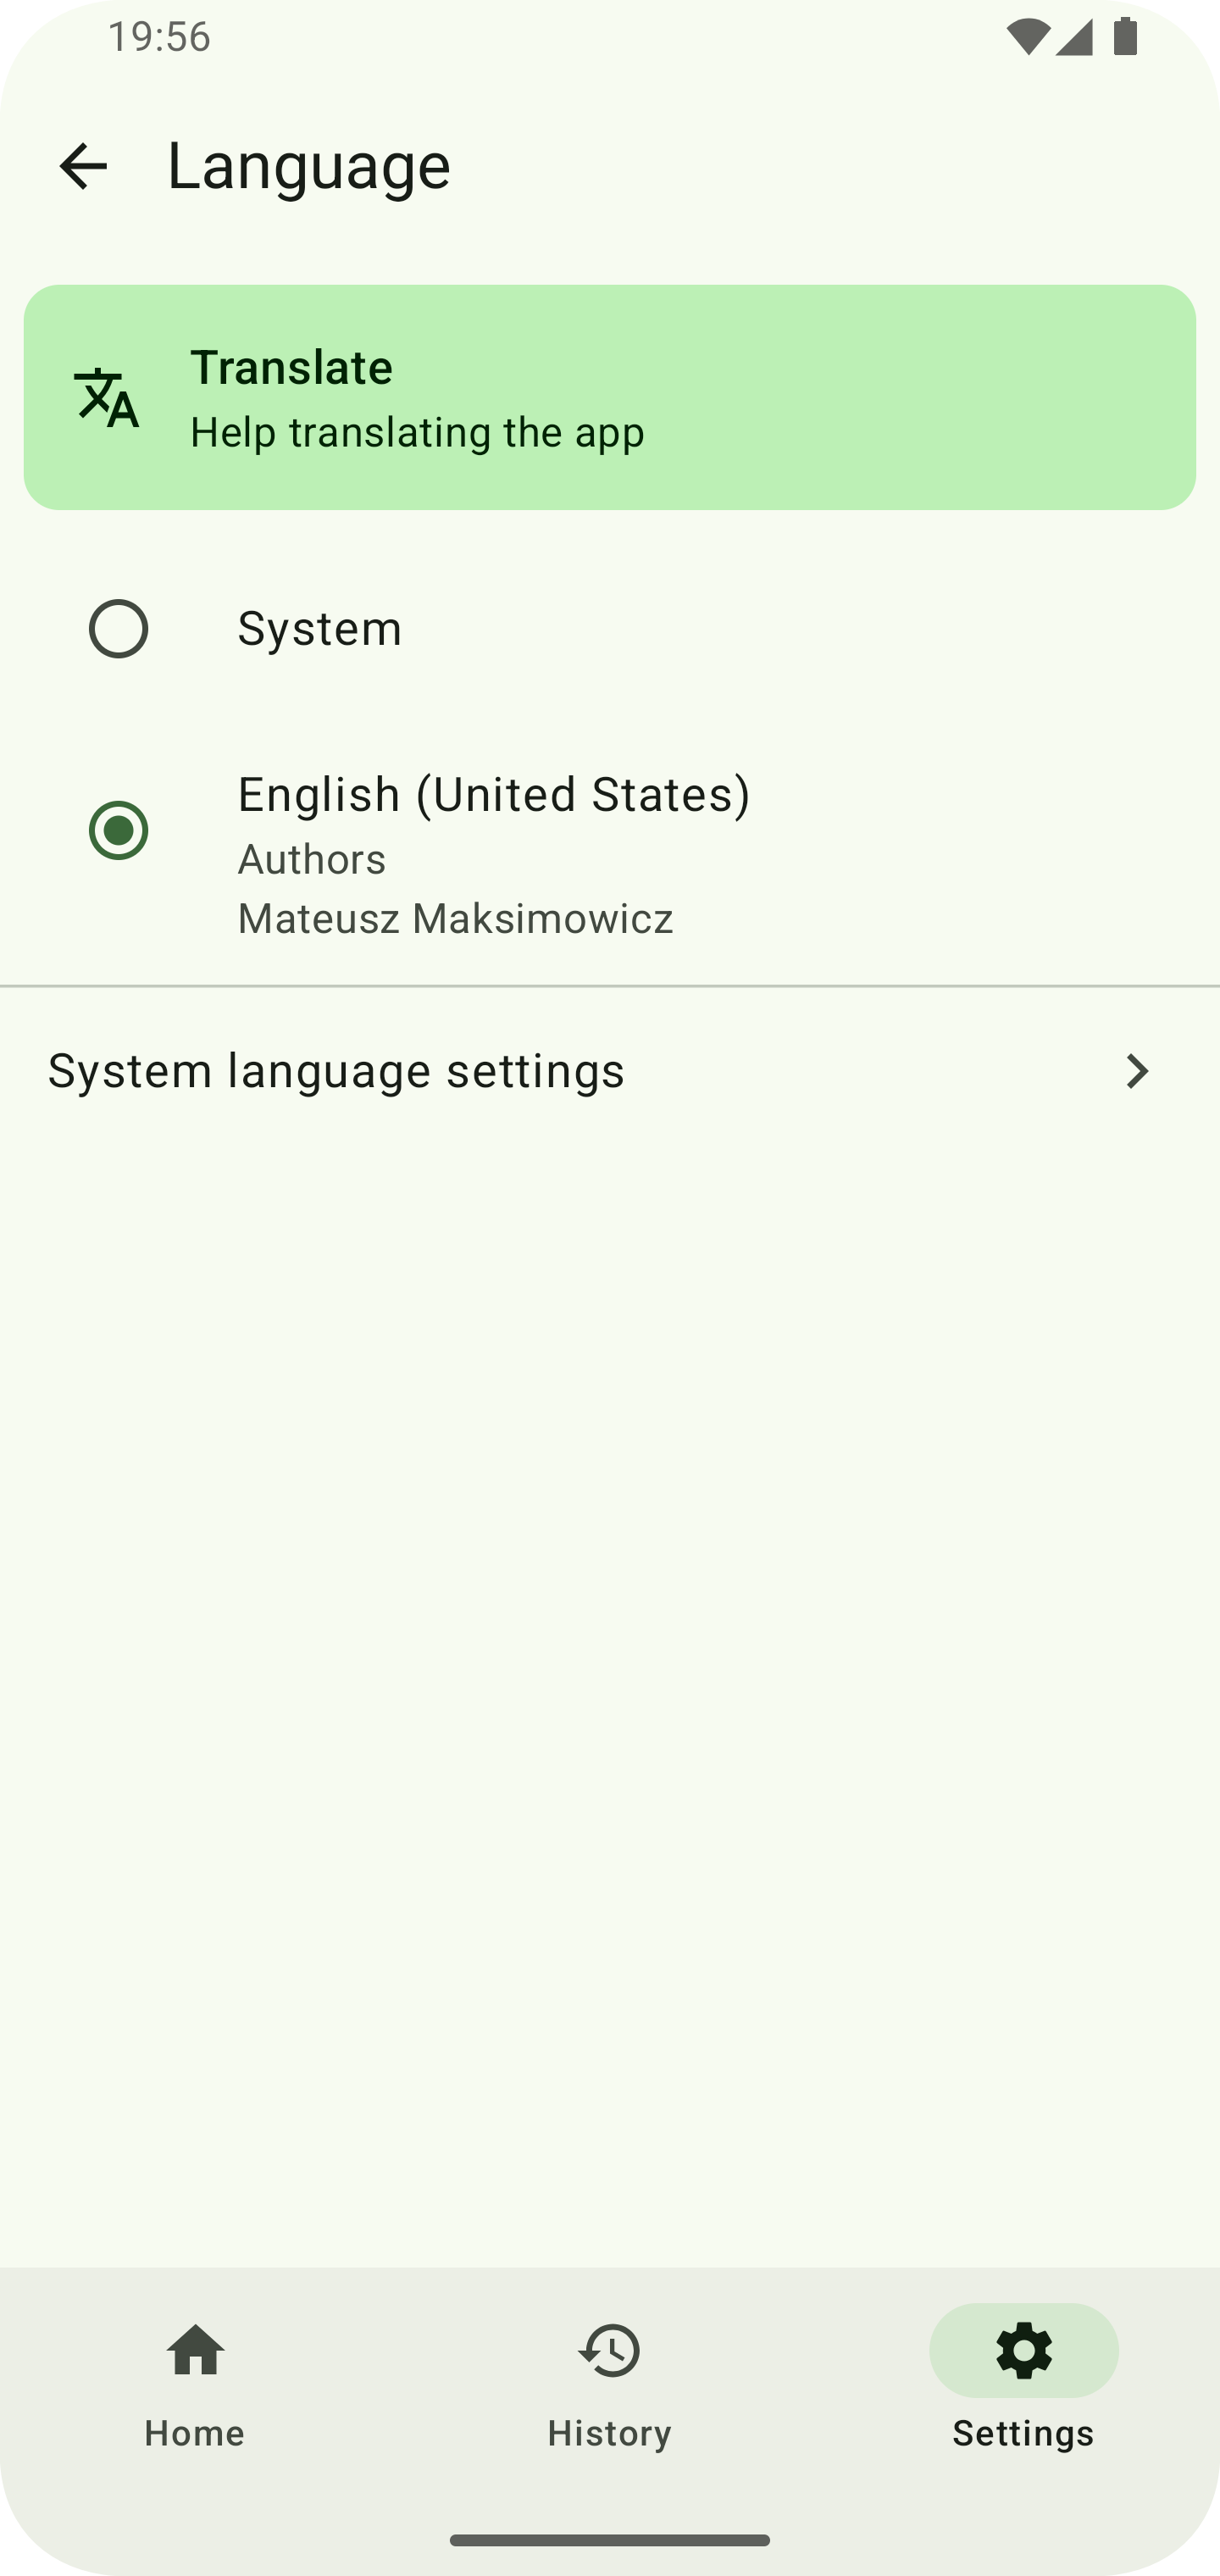 19:56
Language
Translate
Help translating the app
System
English (United States)
Authors
Mateusz Maksimowicz
System language settings
Home
History
Settings